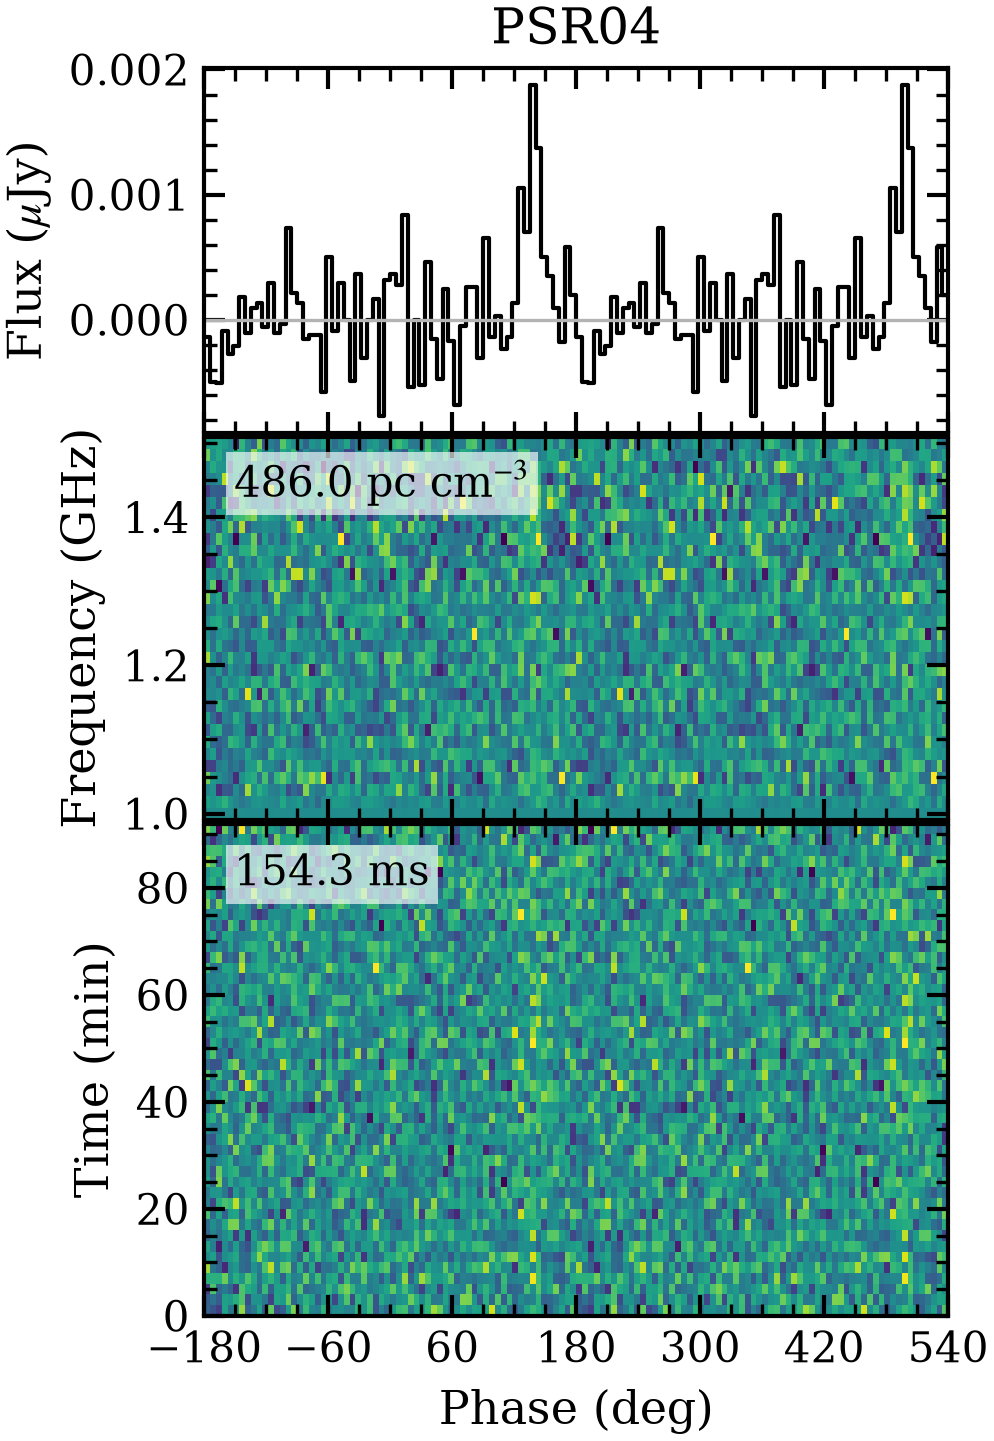 PSR04
0.002
0.001
0.000
Flux (μJy)
486.0 pc cm⁻³
1.4
1.2
1.0
Frequency (GHz)
154.3 ms
80
60
40
20
0
Time (min)
−180 −60 60 180 300 420 540
Phase (deg)